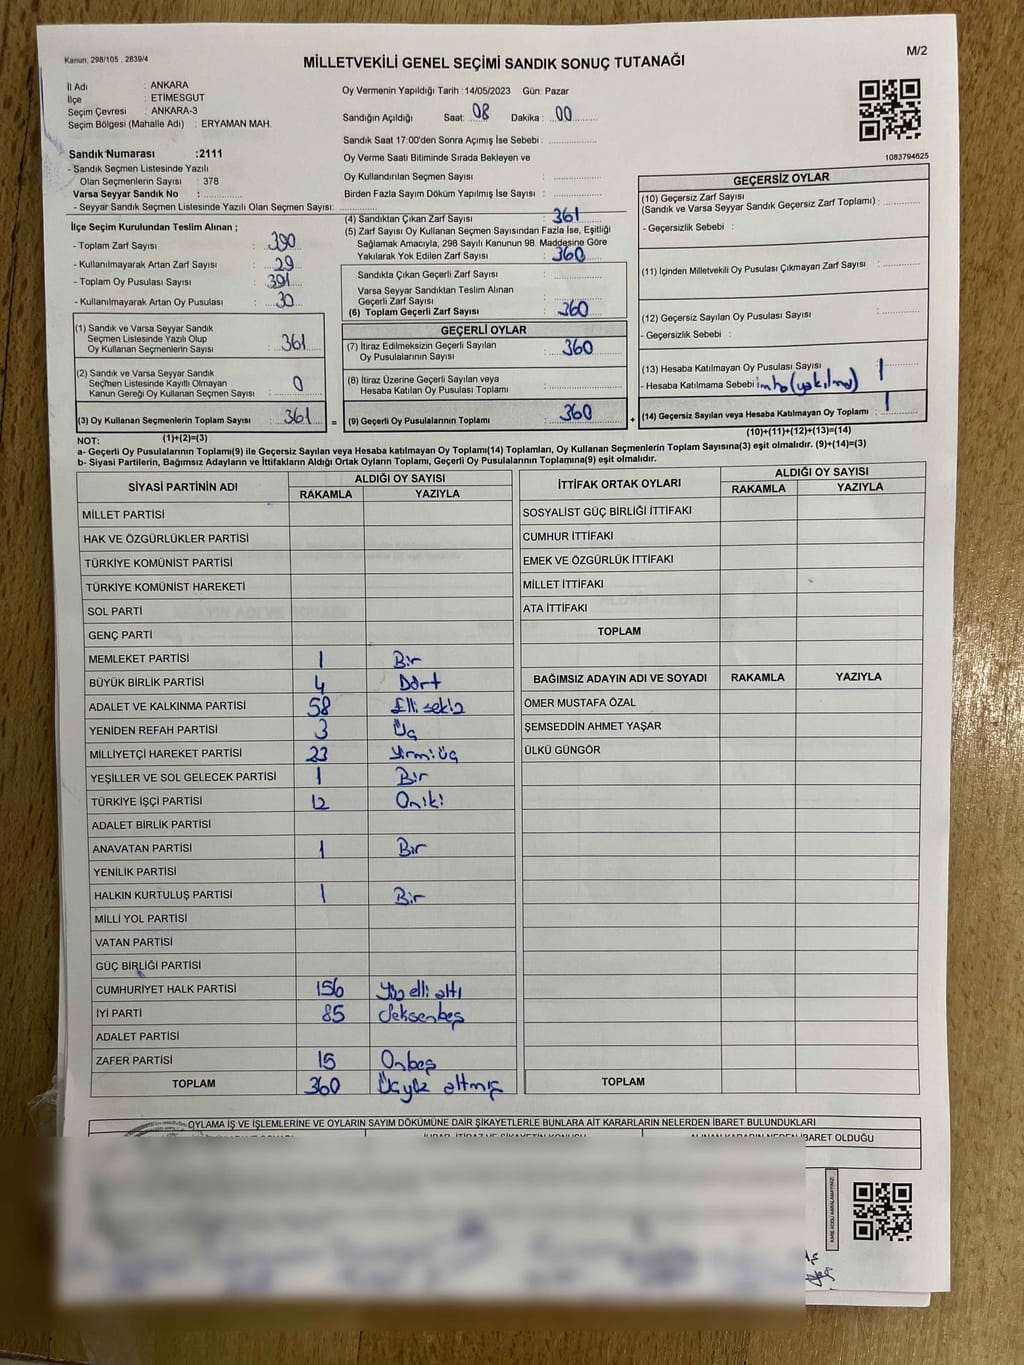 Kanun; 298/105 , 2839/4
MİLLETVEKİLİ GENEL SEÇİMİ SANDIK SONUÇ TUTANAĞI
M/2
İl Adı : ANKARA
İlçe : ETİMESGUT
Seçim Çevresi : ANKARA-3
Seçim Bölgesi (Mahalle Adı) : ERYAMAN MAH.
Oy Vermenin Yapıldığı Tarih :14/05/2023 Gün: Pazar
Sandığın Açıldığı Saat: 08 Dakika : 00
Sandık Saat 17:00'den Sonra Açımış İse Sebebi :
Oy Verme Saati Bitiminde Sırada Bekleyen ve
Oy Kullandırılan Seçmen Sayısı :
Birden Fazla Sayım Döküm Yapılmış İse Sayısı :
1083794625
Sandık Numarası :2111
- Sandık Seçmen Listesinde Yazılı
Olan Seçmenlerin Sayısı : 378
Varsa Seyyar Sandık No :
- Seyyar Sandık Seçmen Listesinde Yazılı Olan Seçmen Sayısı:
İlçe Seçim Kurulundan Teslim Alınan ;
- Toplam Zarf Sayısı : 390
- Kullanılmayarak Artan Zarf Sayısı : 29
- Toplam Oy Pusulası Sayısı : 391
- Kullanılmayarak Artan Oy Pusulası : 30
(1) Sandık ve Varsa Seyyar Sandık
Seçmen Listesinde Yazılı Olup
Oy Kullanan Seçmenlerin Sayısı : 361
(2) Sandık ve Varsa Seyyar Sandık
Seçmen Listesinde Kayıtlı Olmayan
Kanun Gereği Oy Kullanan Seçmen Sayısı : 0
(3) Oy Kullanan Seçmenlerin Toplam Sayısı : 361
(1)+(2)=(3)
(4) Sandıktan Çıkan Zarf Sayısı : 361
(5) Zarf Sayısı Oy Kullanan Seçmen Sayısından Fazla İse, Eşitliği
Sağlamak Amacıyla, 298 Sayılı Kanunun 98. Maddesine Göre
Yakılarak Yok Edilen Zarf Sayısı : 360
Sandıkta Çıkan Geçerli Zarf Sayısı :
Varsa Seyyar Sandıktan Teslim Alınan
Geçerli Zarf Sayısı :
(6) Toplam Geçerli Zarf Sayısı : 360
GEÇERLİ OYLAR
(7) İtiraz Edilmeksizin Geçerli Sayılan
Oy Pusulalarının Sayısı : 360
(8) İtiraz Üzerine Geçerli Sayılan veya
Hesaba Katılan Oy Pusulaları Toplamı :
= (9) Geçerli Oy Pusulalarının Toplamı : 360
GEÇERSİZ OYLAR
(10) Geçersiz Zarf Sayısı
(Sandık ve Varsa Seyyar Sandık Geçersiz Zarf Toplamı) :
- Geçersizlik Sebebi :
(11) İçinden Milletvekili Oy Pusulası Çıkmayan Zarf Sayısı :
(12) Geçersiz Sayılan Oy Pusulası Sayısı :
- Geçersizlik Sebebi :
(13) Hesaba Katılmayan Oy Pusulası Sayısı : 1
- Hesaba Katılmama Sebebi : imha (yakılma)
+ (14) Geçersiz Sayılan veya Hesaba Katılmayan Oy Toplamı : 1
(10)+(11)+(12)+(13)=(14)
NOT:
a- Geçerli Oy Pusulalarının Toplamı(9) ile Geçersiz Sayılan veya Hesaba katılmayan Oy Toplamı(14) Toplamları, Oy Kullanan Seçmenlerin Toplam Sayısına(3) eşit olmalıdır. (9)+(14)=(3)
b- Siyasi Partilerin, Bağımsız Adayların ve İttifakların Aldığı Ortak Oyların Toplamı, Geçerli Oy Pusulalarının Toplamına(9) eşit olmalıdır.
SİYASİ PARTİNİN ADI
ALDIĞI OY SAYISI
RAKAMLA YAZIYLA
MİLLET PARTİSİ
HAK VE ÖZGÜRLÜKLER PARTİSİ
TÜRKİYE KOMÜNİST PARTİSİ
TÜRKİYE KOMÜNİST HAREKETİ
SOL PARTİ
GENÇ PARTİ
MEMLEKET PARTİSİ 1 Bir
BÜYÜK BİRLİK PARTİSİ 4 Dört
ADALET VE KALKINMA PARTİSİ 58 Elli sekiz
YENİDEN REFAH PARTİSİ 3 Üç
MİLLİYETÇİ HAREKET PARTİSİ 23 Yirmi üç
YEŞİLLER VE SOL GELECEK PARTİSİ 1 Bir
TÜRKİYE İŞÇİ PARTİSİ 12 Oniki
ADALET BİRLİK PARTİSİ
ANAVATAN PARTİSİ 1 Bir
YENİLİK PARTİSİ
HALKIN KURTULUŞ PARTİSİ 1 Bir
MİLLİ YOL PARTİSİ
VATAN PARTİSİ
GÜÇ BİRLİĞİ PARTİSİ
CUMHURİYET HALK PARTİSİ 156 Yüz elli altı
İYİ PARTİ 85 Seksenbeş
ADALET PARTİSİ
ZAFER PARTİSİ 15 Onbeş
TOPLAM 360 Üçyüz altmış
İTTİFAK ORTAK OYLARI
ALDIĞI OY SAYISI
RAKAMLA YAZIYLA
SOSYALİST GÜÇ BİRLİĞİ İTTİFAKI
CUMHUR İTTİFAKI
EMEK VE ÖZGÜRLÜK İTTİFAKI
MİLLET İTTİFAKI
ATA İTTİFAKI
TOPLAM
BAĞIMSIZ ADAYIN ADI VE SOYADI RAKAMLA YAZIYLA
ÖMER MUSTAFA ÖZAL
ŞEMSEDDİN AHMET YAŞAR
ÜLKÜ GÜNGÖR
TOPLAM
OYLAMA İŞ VE İŞLEMLERİNE VE OYLARIN SAYIM DÖKÜMÜNE DAİR ŞİKAYETLERLE BUNLARA AİT KARARLARIN NELERDEN İBARET BULUNDUKLARI
ALINAN KARARIN NEDEN İBARET OLDUĞU